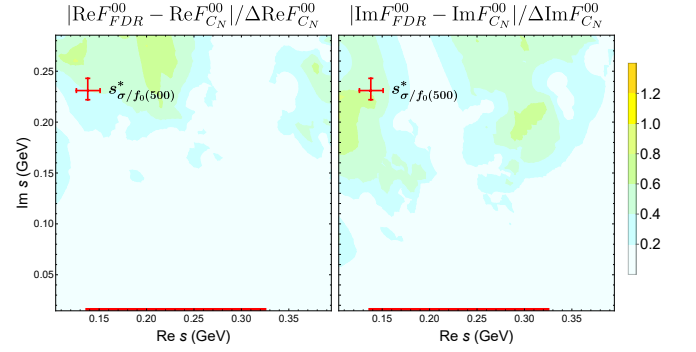 |ReF^{00}_{FDR} − ReF^{00}_{C_N}|/ΔReF^{00}_{C_N} |ImF^{00}_{FDR} − ImF^{00}_{C_N}|/ΔImF^{00}_{C_N}
0.25
0.20
0.15
0.10
0.05
Im s (GeV)
s^*_{σ/f_0(500)} s^*_{σ/f_0(500)}
0.15 0.20 0.25 0.30 0.35 0.15 0.20 0.25 0.30 0.35
Re s (GeV) Re s (GeV)
1.2
1.0
0.8
0.6
0.4
0.2